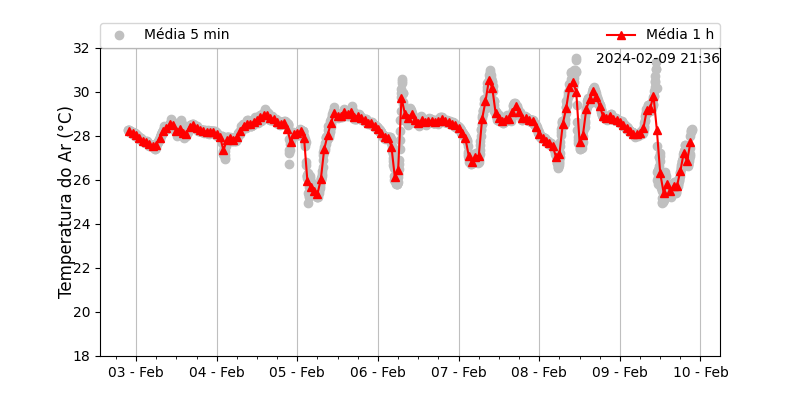 Média 5 min
Média 1 h
2024-02-09 21:36
Temperatura do Ar (°C)
32
30
28
26
24
22
20
18
03 - Feb
04 - Feb
05 - Feb
06 - Feb
07 - Feb
08 - Feb
09 - Feb
10 - Feb